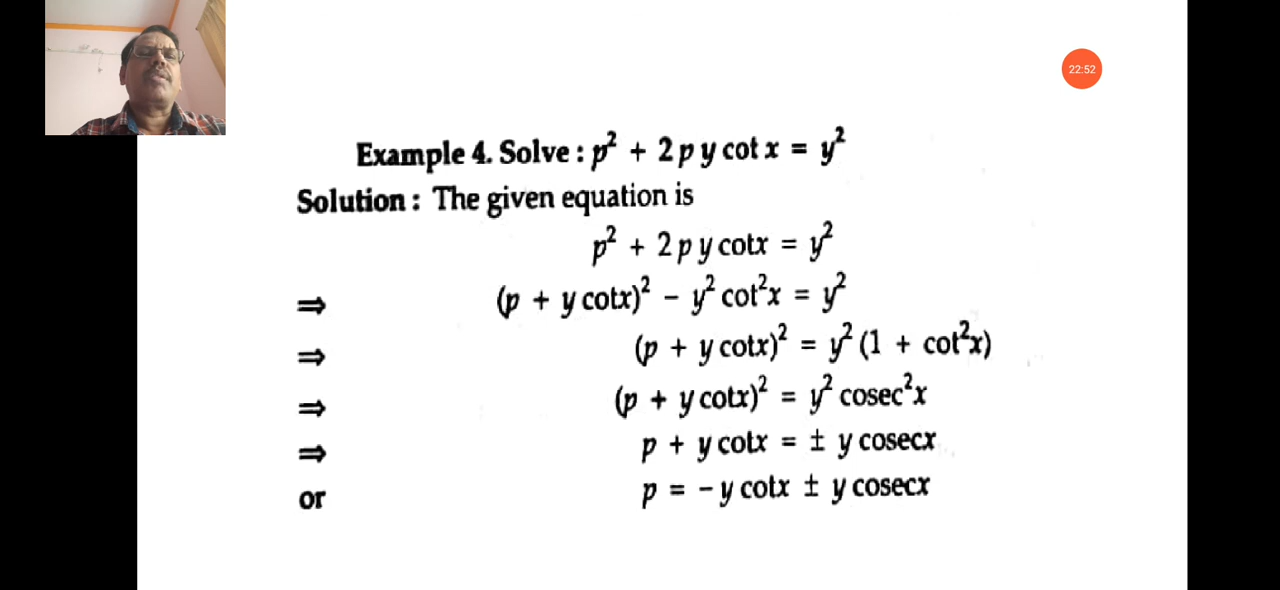 22:52
Example 4. Solve : p² + 2 p y cot x = y²
Solution : The given equation is
p² + 2 p y cotx = y²
⇒ (p + y cotx)² − y² cot²x = y²
⇒ (p + y cotx)² = y² (1 + cot²x)
⇒ (p + y cotx)² = y² cosec²x
⇒ p + y cotx = ± y cosecx
or p = − y cotx ± y cosecx